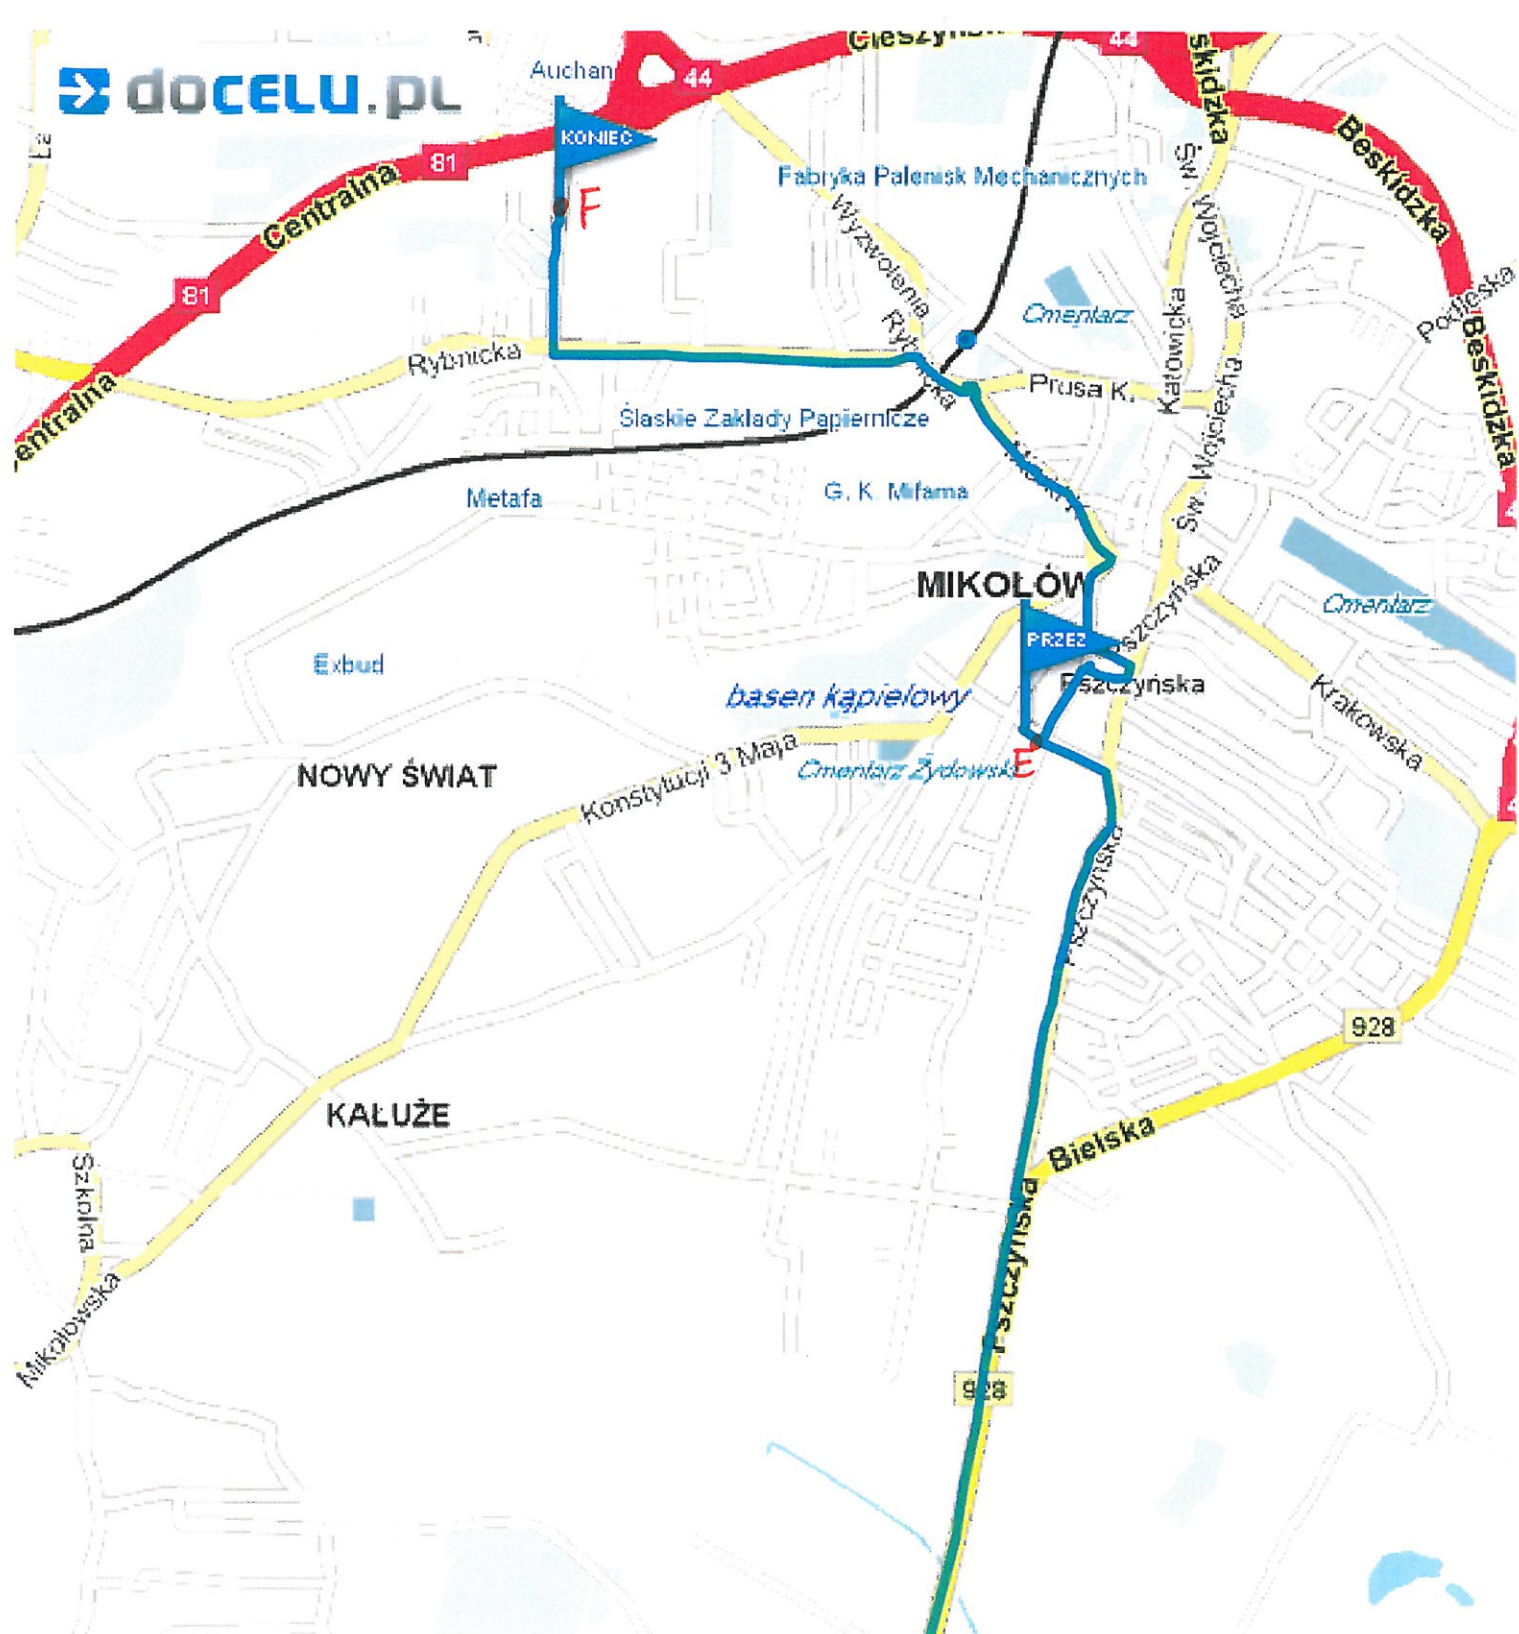 Cieszyńsk
44
skidzka
Auchan
44
doCELU.PL
KONIEC
81
Beskidzka
Ła
Fabryka Palenisk Mechanicznych
Św. Wojciecha
F
Centralna
Wyzwolenia
81
Podleska
Cmentarz
Katowicka
Rybnicka
Rybnicka
Beskidzka
Prusa K.
Centralna
Śląskie Zakłady Papiernicze
Św. Wojciecha
G. K. Mifama
Metafa
MIKOŁÓW
Pszczyńska
Cmentarz
PRZEZ
Exbud
Pszczyńska
basen kąpielowy
Krakowska
Konstytucji 3 Maja
NOWY ŚWIAT
Cmentarz Żydowski
E
Pszczyńska
928
KAŁUŻE
Bielska
Szkolna
Pszczyńska
Mikołowska
928